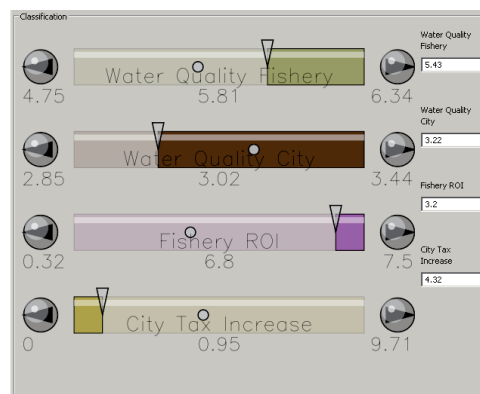 Classification
Water Quality Fishery
4.75 5.81 6.34
Water Quality
Fishery
5.43
Water Quality City
2.85 3.02 3.44
Water Quality
City
3.22
Fishery ROI
0.32 6.8 7.5
Fishery ROI
3.2
City Tax Increase
0 0.95 9.71
City Tax
Increase
4.32